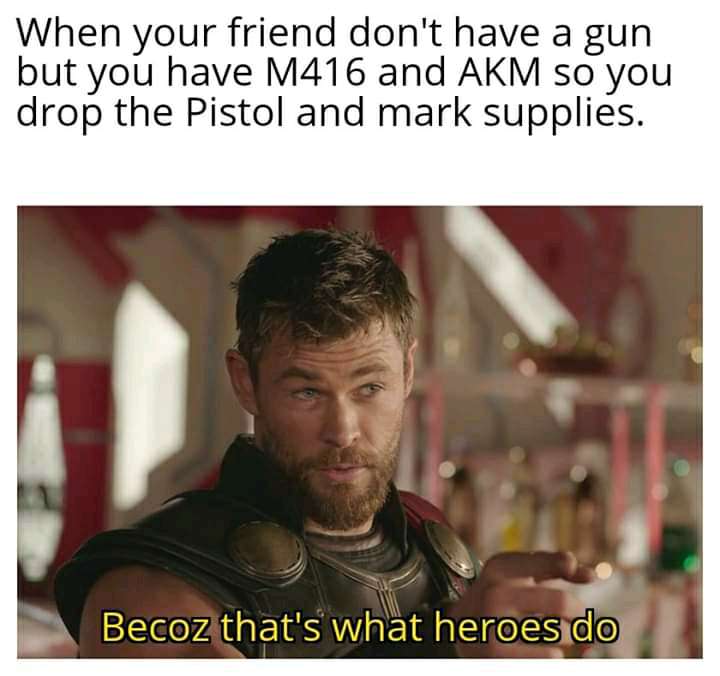 When your friend don't have a gun
but you have M416 and AKM so you
drop the Pistol and mark supplies.
Becoz that's what heroes do